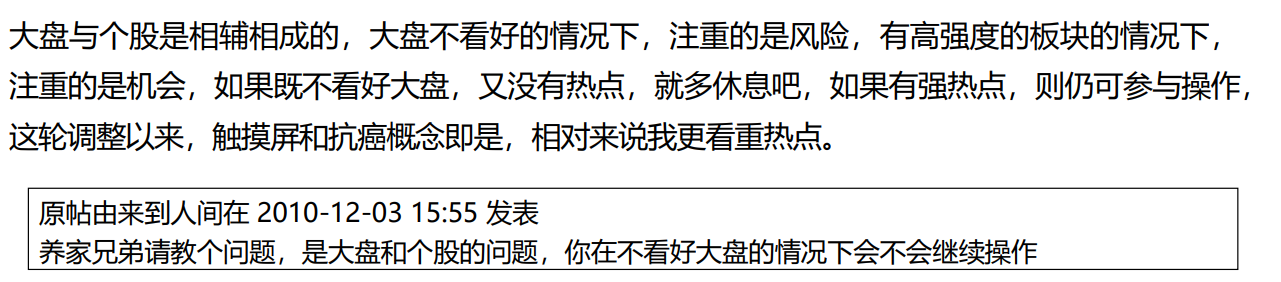 大盘与个股是相辅相成的，大盘不看好的情况下，注重的是风险，有高强度的板块的情况下，
注重的是机会，如果既不看好大盘，又没有热点，就多休息吧，如果有强热点，则仍可参与操作，
这轮调整以来，触摸屏和抗癌概念即是，相对来说我更看重热点。
原帖由来到人间在 2010-12-03 15:55 发表
养家兄弟请教个问题，是大盘和个股的问题，你在不看好大盘的情况下会不会继续操作